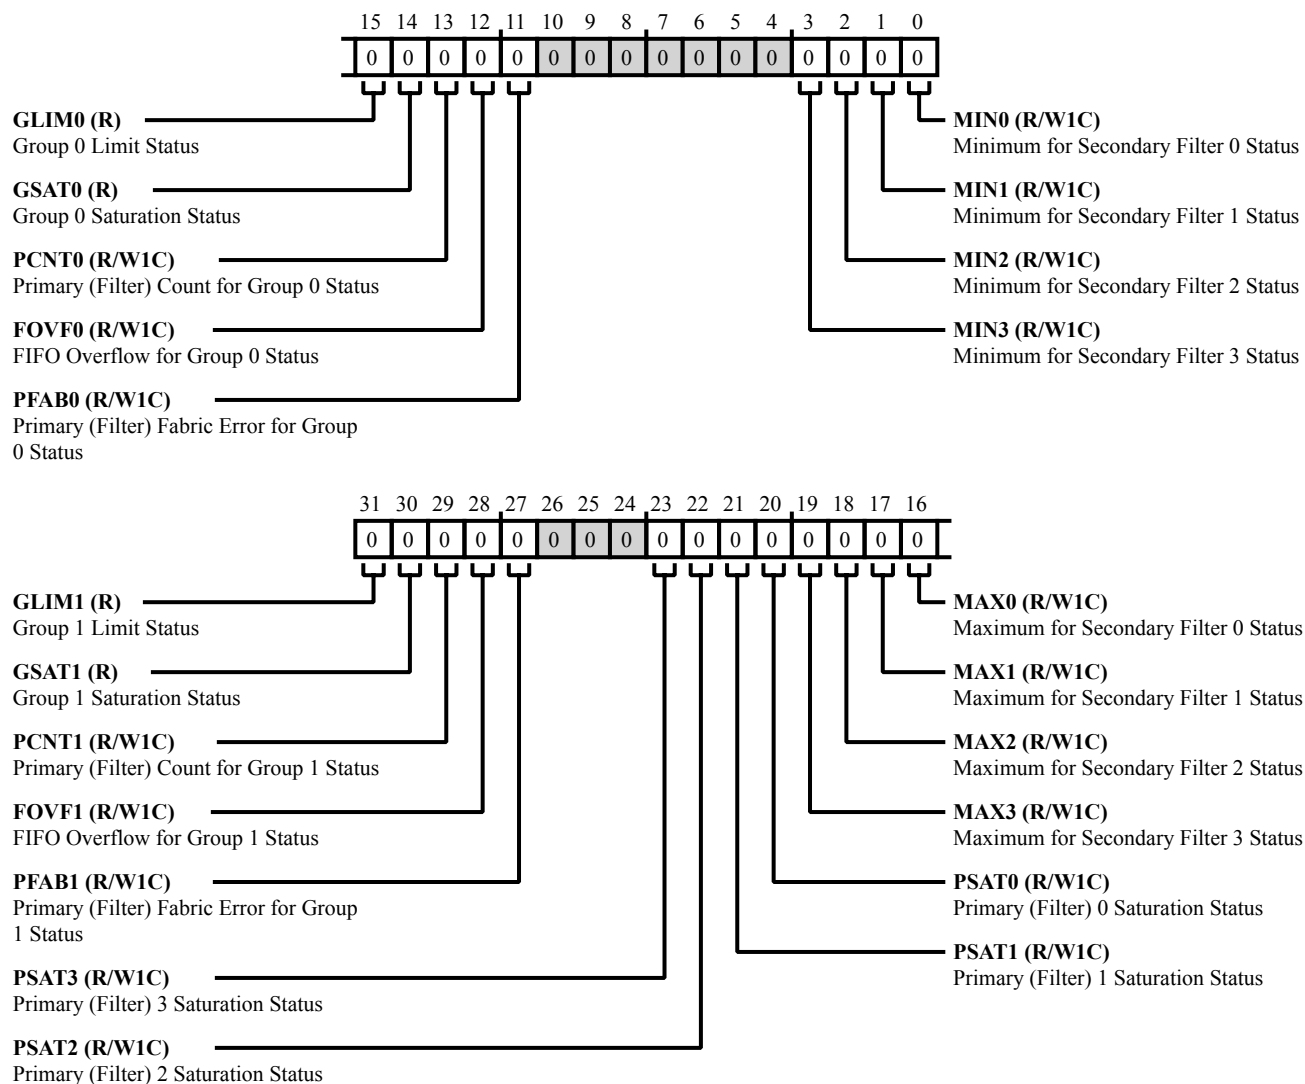 15 14 13 12 11 10 9 8 7 6 5 4 3 2 1 0
0 0 0 0 0 0 0 0 0 0 0 0 0 0 0 0
GLIM0 (R)
Group 0 Limit Status
GSAT0 (R)
Group 0 Saturation Status
PCNT0 (R/W1C)
Primary (Filter) Count for Group 0 Status
FOVF0 (R/W1C)
FIFO Overflow for Group 0 Status
PFAB0 (R/W1C)
Primary (Filter) Fabric Error for Group
0 Status
MIN0 (R/W1C)
Minimum for Secondary Filter 0 Status
MIN1 (R/W1C)
Minimum for Secondary Filter 1 Status
MIN2 (R/W1C)
Minimum for Secondary Filter 2 Status
MIN3 (R/W1C)
Minimum for Secondary Filter 3 Status
31 30 29 28 27 26 25 24 23 22 21 20 19 18 17 16
0 0 0 0 0 0 0 0 0 0 0 0 0 0 0 0
GLIM1 (R)
Group 1 Limit Status
GSAT1 (R)
Group 1 Saturation Status
PCNT1 (R/W1C)
Primary (Filter) Count for Group 1 Status
FOVF1 (R/W1C)
FIFO Overflow for Group 1 Status
PFAB1 (R/W1C)
Primary (Filter) Fabric Error for Group
1 Status
PSAT3 (R/W1C)
Primary (Filter) 3 Saturation Status
PSAT2 (R/W1C)
Primary (Filter) 2 Saturation Status
MAX0 (R/W1C)
Maximum for Secondary Filter 0 Status
MAX1 (R/W1C)
Maximum for Secondary Filter 1 Status
MAX2 (R/W1C)
Maximum for Secondary Filter 2 Status
MAX3 (R/W1C)
Maximum for Secondary Filter 3 Status
PSAT0 (R/W1C)
Primary (Filter) 0 Saturation Status
PSAT1 (R/W1C)
Primary (Filter) 1 Saturation Status